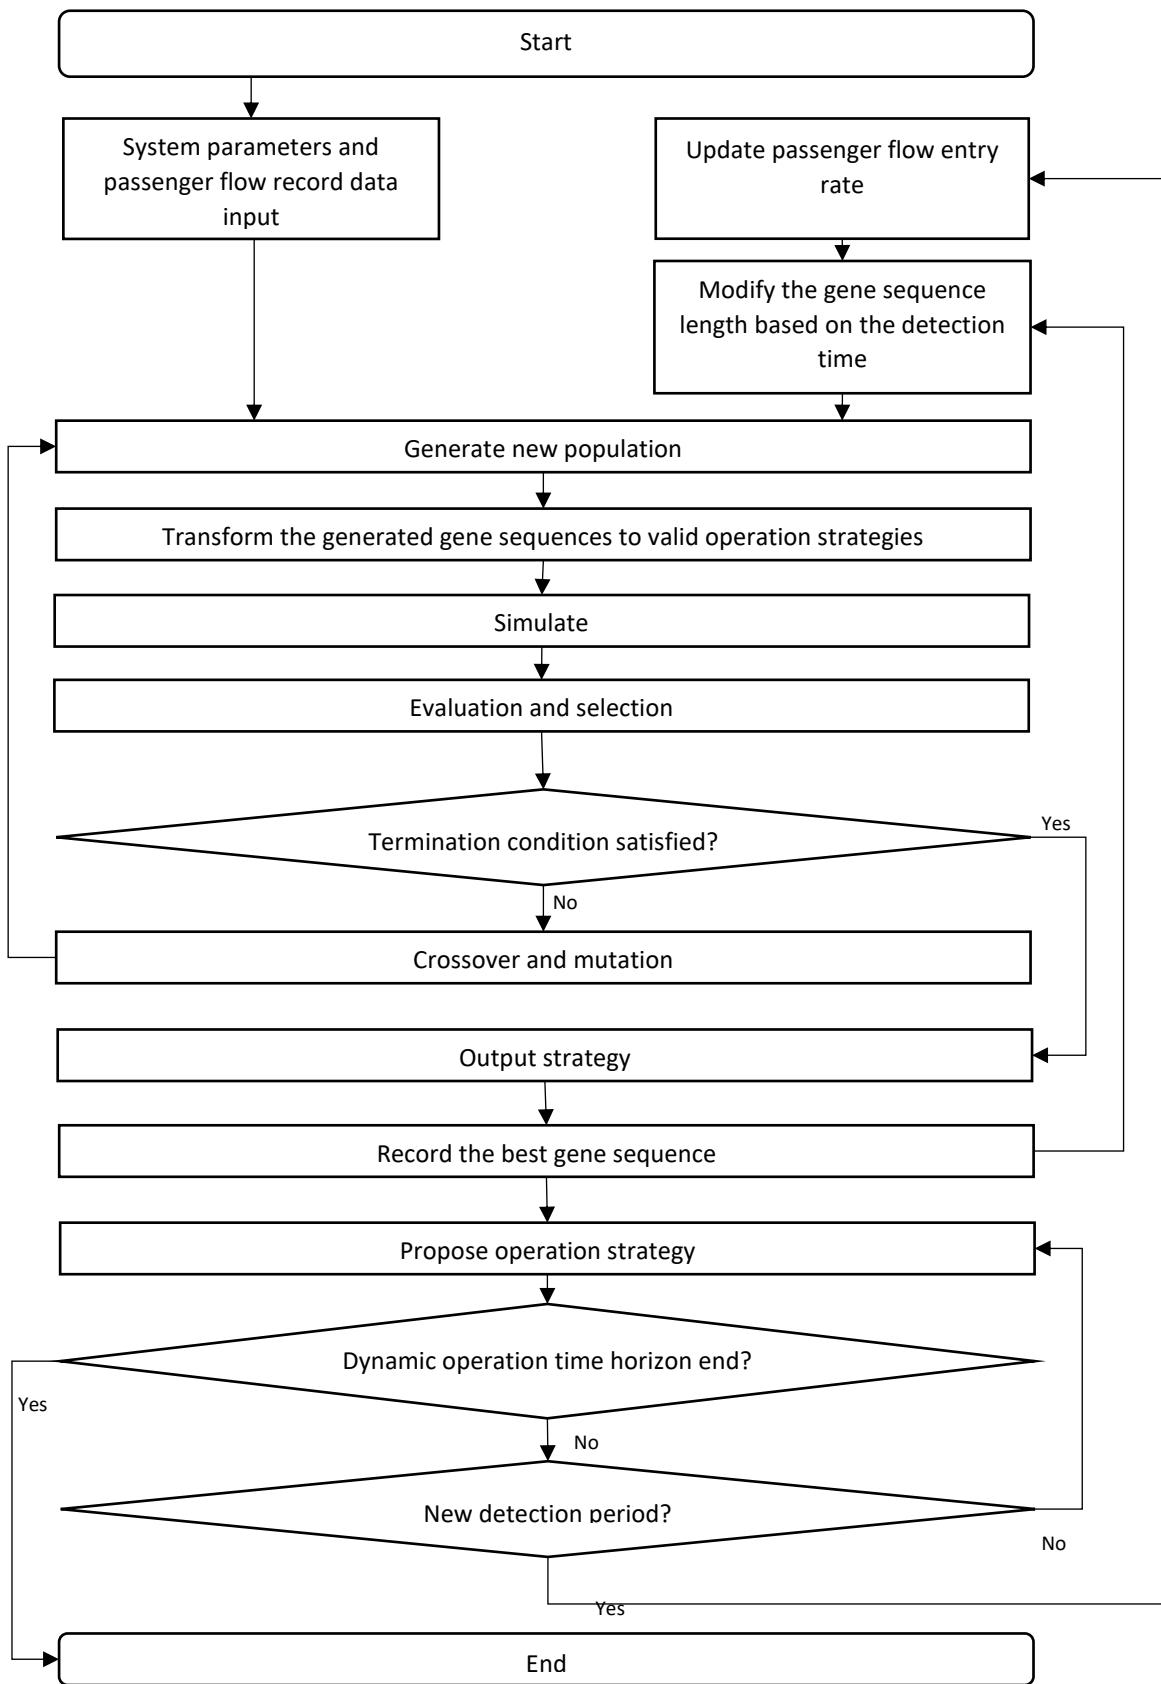 Start
System parameters and
passenger flow record data
input
Update passenger flow entry
rate
Modify the gene sequence
length based on the detection
time
Generate new population
Transform the generated gene sequences to valid operation strategies
Simulate
Evaluation and selection
Termination condition satisfied?
Yes
No
Crossover and mutation
Output strategy
Record the best gene sequence
Propose operation strategy
Dynamic operation time horizon end?
Yes
No
New detection period?
No
Yes
End